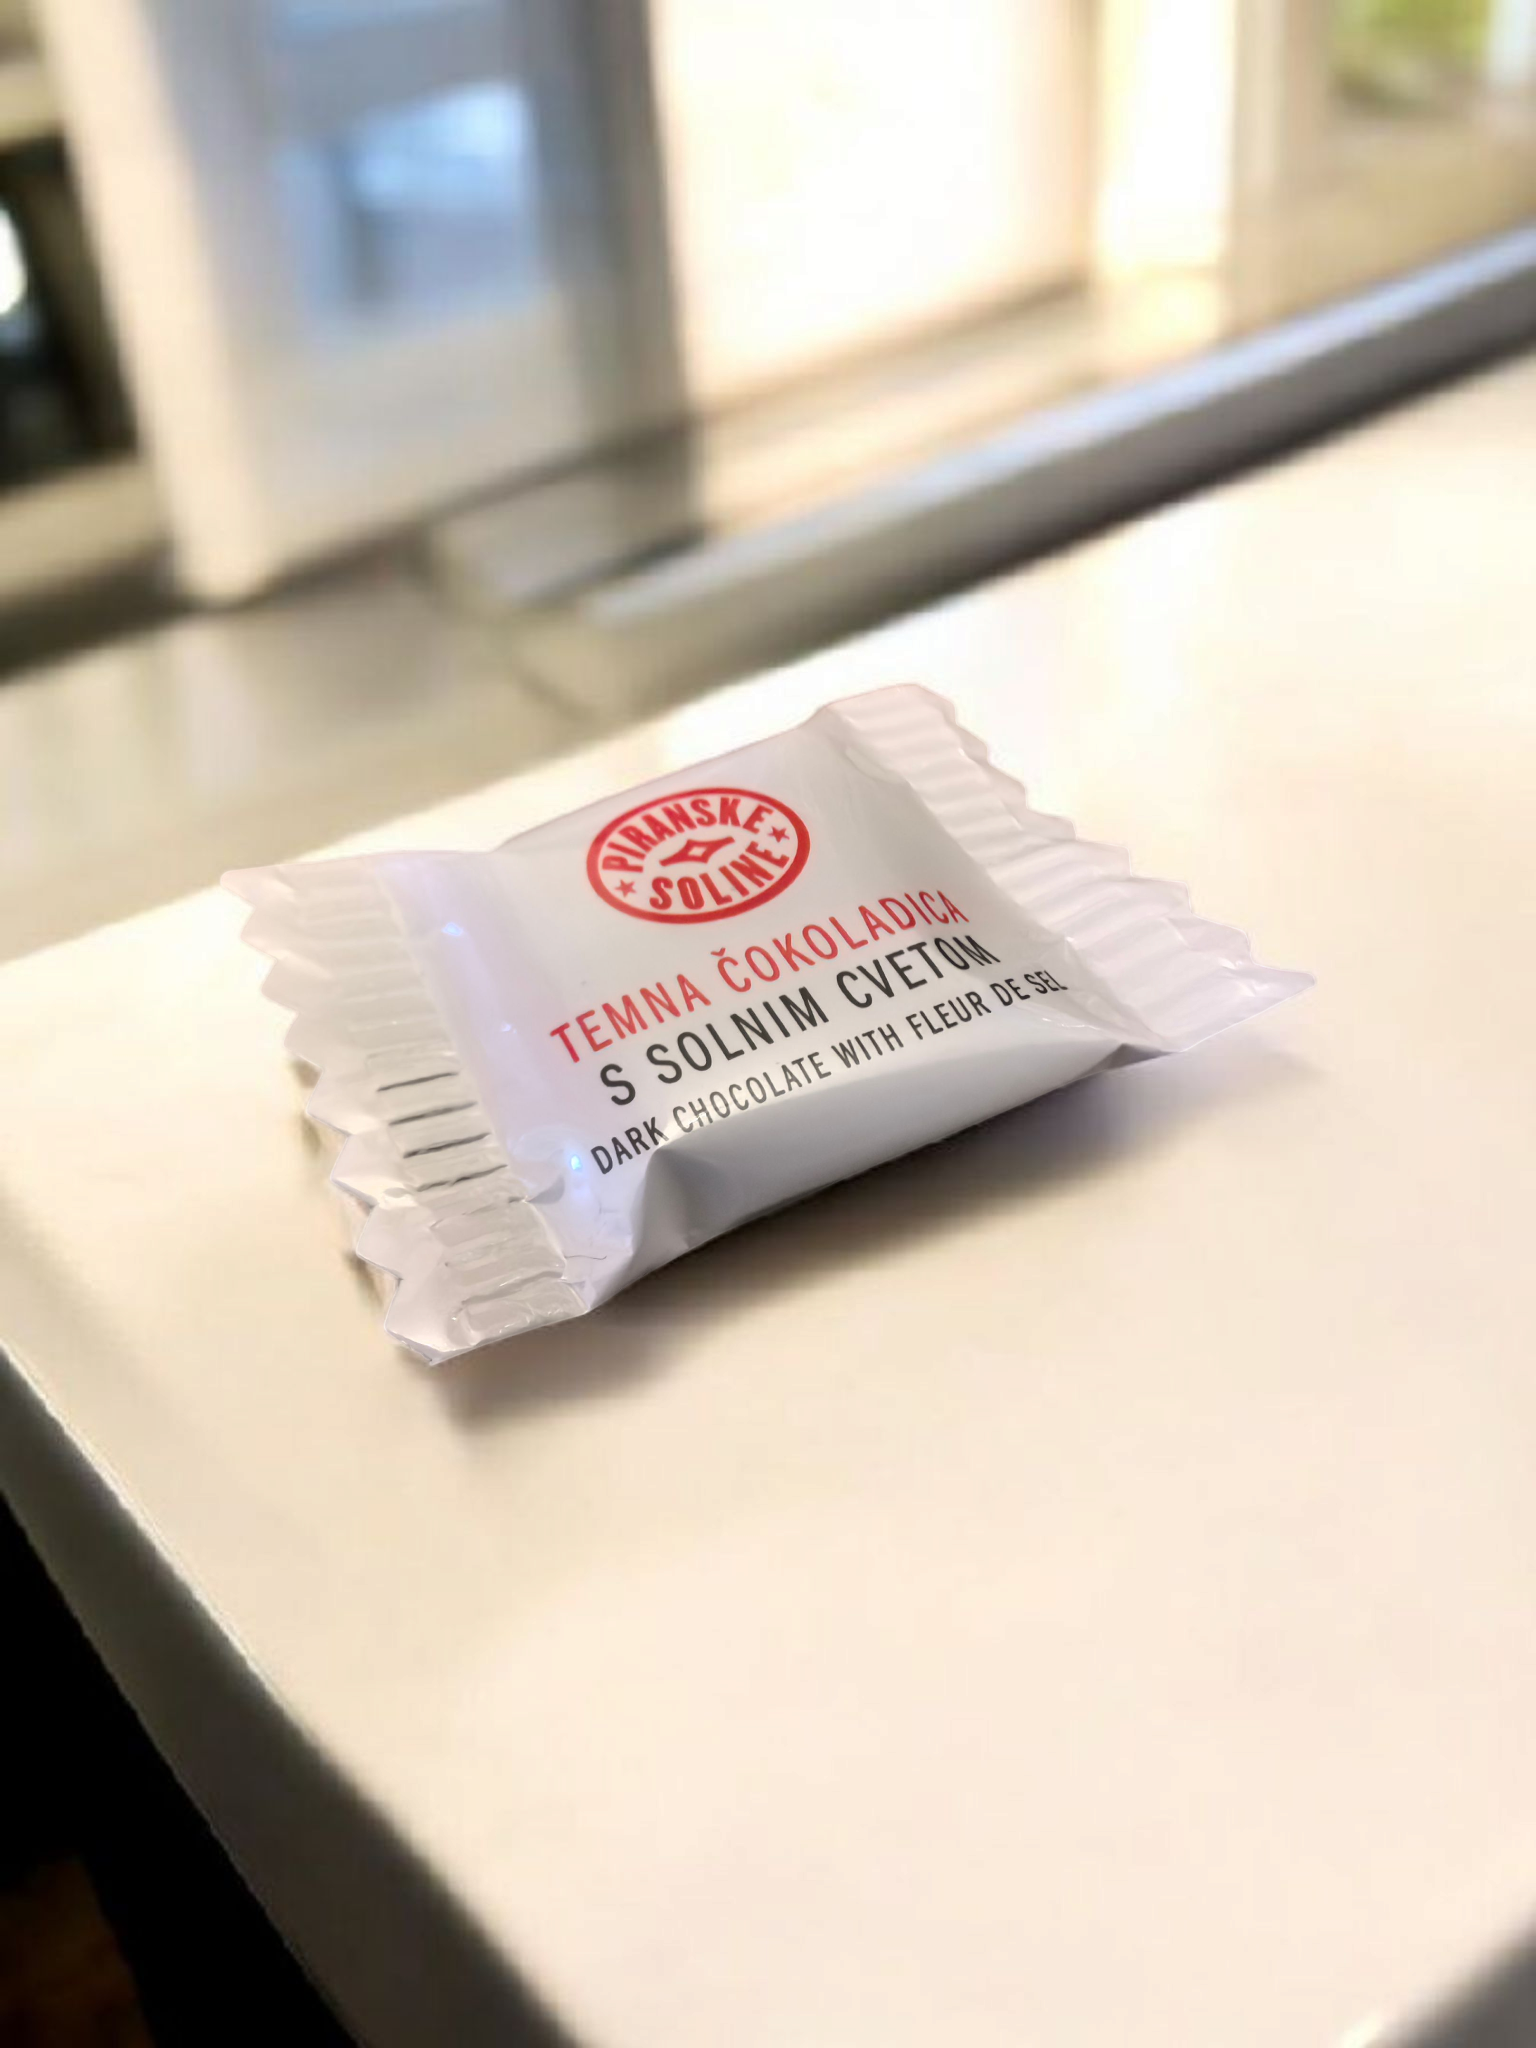 PIRANSKE
SOLINE
TEMNA ČOKOLADICA
S SOLNIM CVETOM
DARK CHOCOLATE WITH FLEUR DE SEL